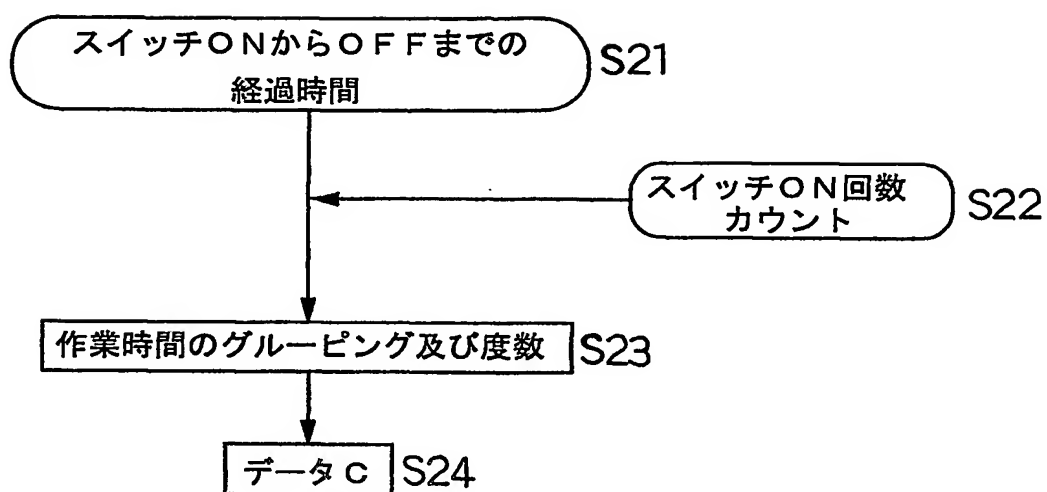 スイッチONからOFFまでの
経過時間
S21
スイッチON回数
カウント
S22
作業時間のグルーピング及び度数
S23
データC
S24